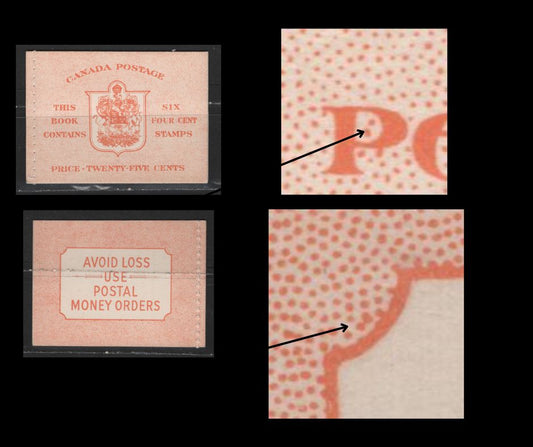 CANADA POSTAGE
THIS SIX
BOOK FOUR CENT
CONTAINS STAMPS
PRICE · TWENTY-FIVE CENTS
Po
AVOID LOSS
USE
POSTAL
MONEY ORDERS